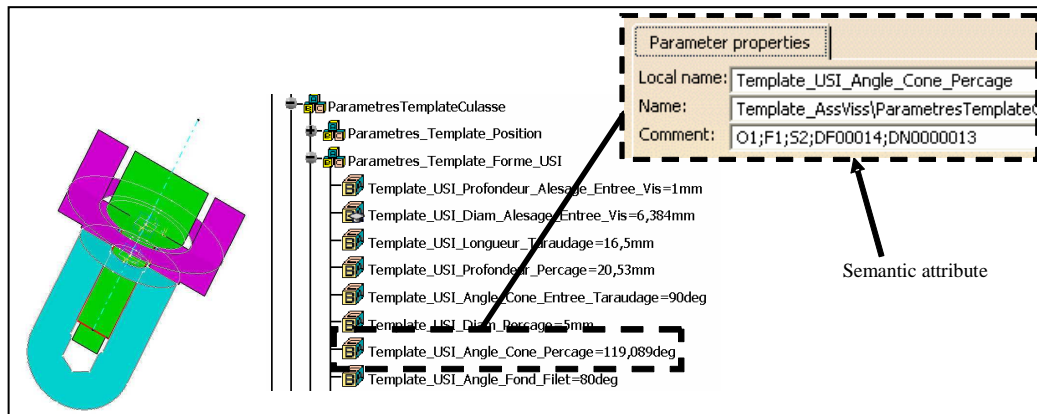 Parameter properties
Local name: Template_USI_Angle_Cone_Percage
Name: Template_AssViss\ParametresTemplateC
Comment: O1;F1;S2;DF00014;DN0000013
ParametresTemplateCulasse
Parametres_Template_Position
Parametres_Template_Forme_USI
Template_USI_Profondeur_Alesage_Entree_Vis=1mm
Template_USI_Diam_Alesage_Entree_Vis=6,384mm
Template_USI_Longueur_Taraudage=16,5mm
Template_USI_Profondeur_Percage=20,53mm
Template_USI_Angle_Cone_Entree_Taraudage=90deg
Template_USI_Diam_Percage=5mm
Template_USI_Angle_Cone_Percage=119,089deg
Template_USI_Angle_Fond_Filet=80deg
Semantic attribute